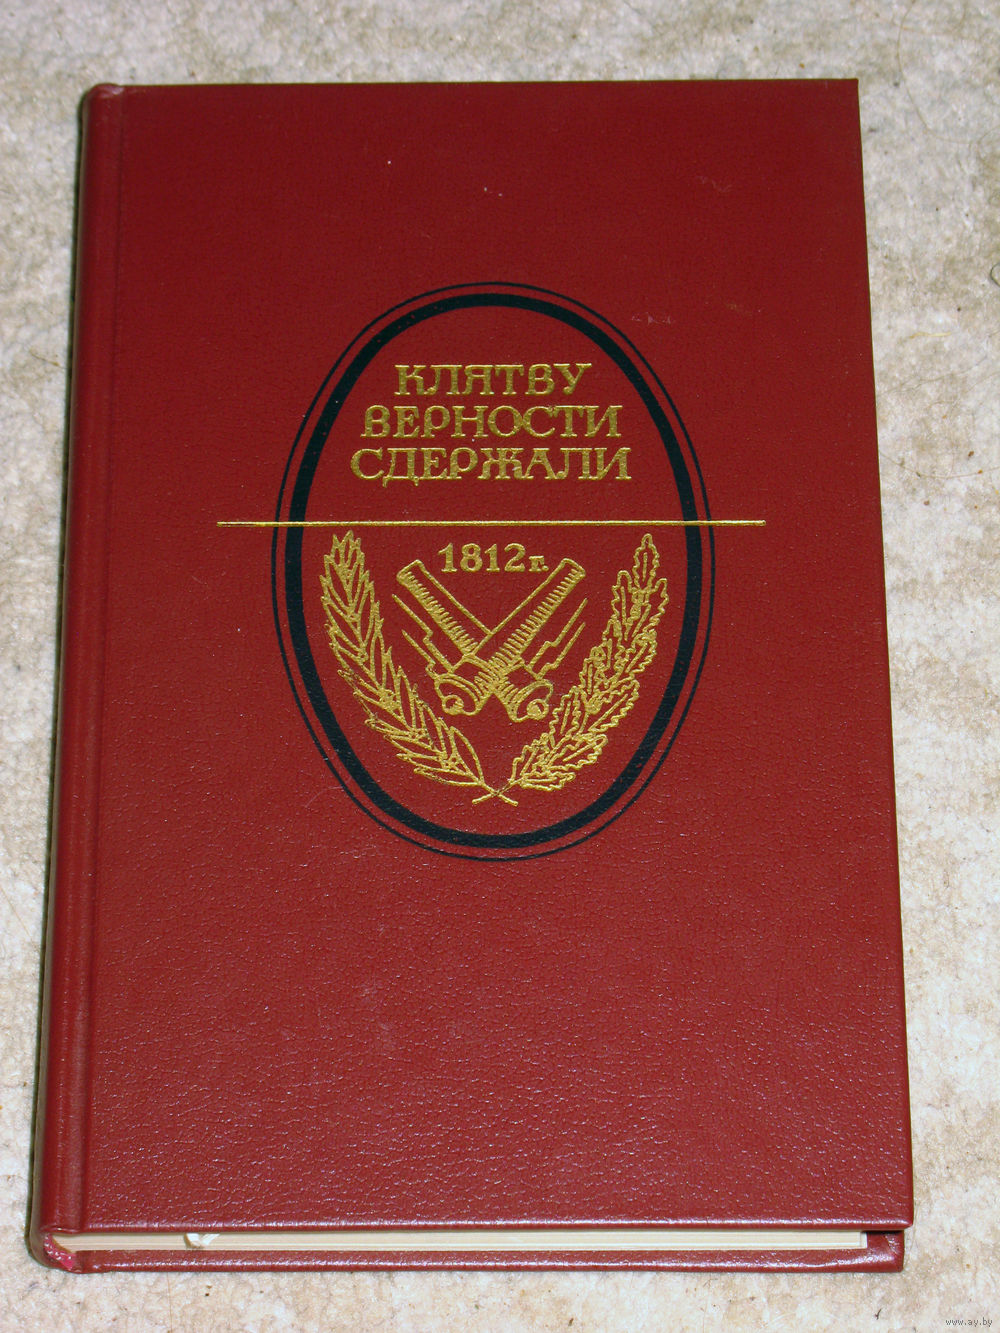 КЛЯТВУ
ВЕРНОСТИ
СДЕРЖАЛИ
1812 г.
www.ay.by